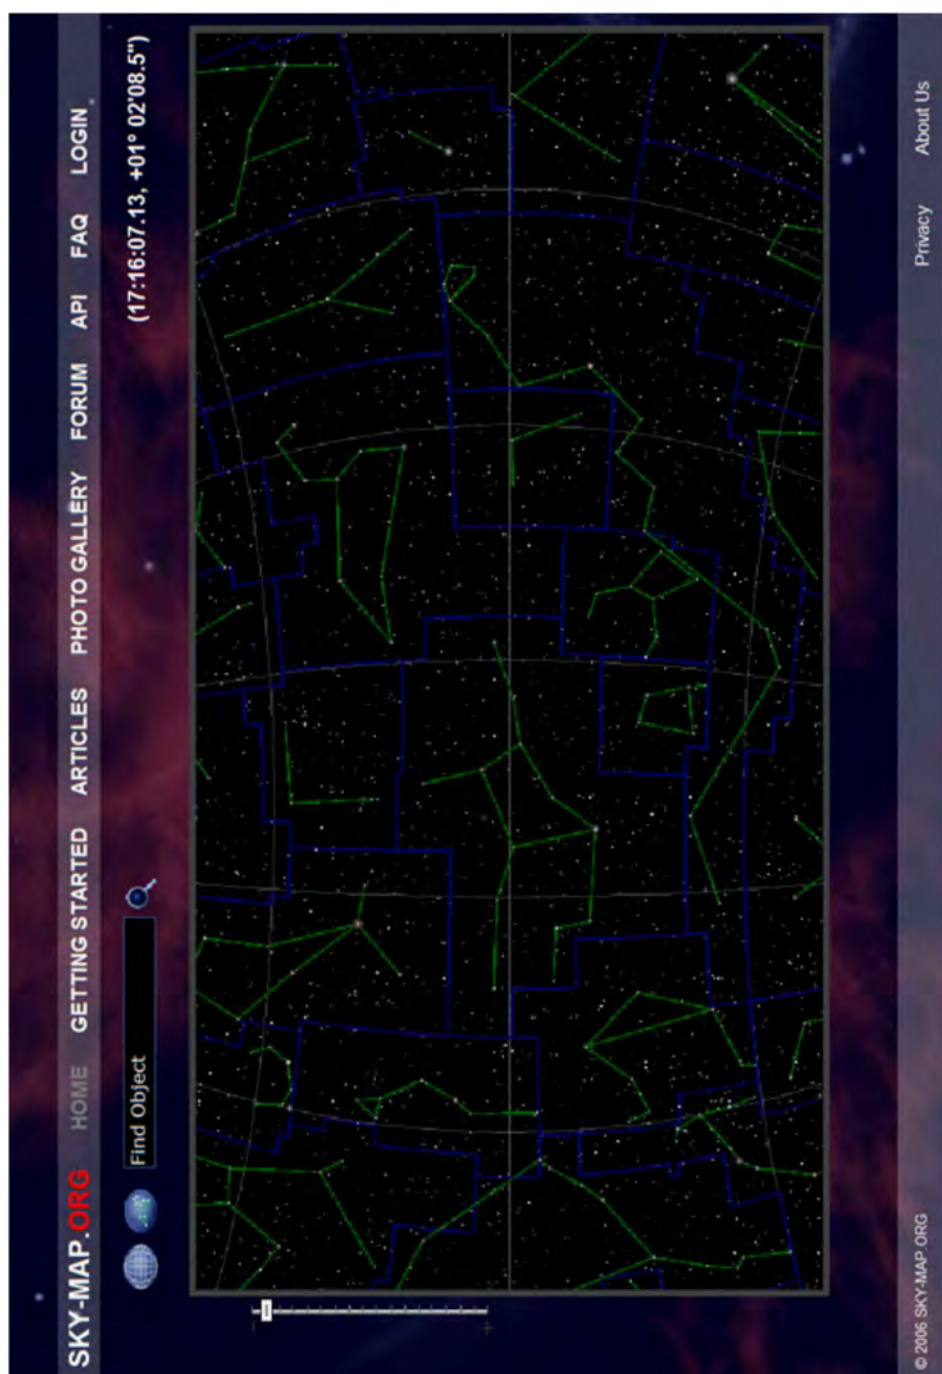 SKY-MAP.ORG HOME GETTING STARTED ARTICLES PHOTO GALLERY FORUM API FAQ LOGIN
Find Object (17:16:07.13, +01° 02'08.5")
© 2006 SKY-MAP.ORG Privacy About Us